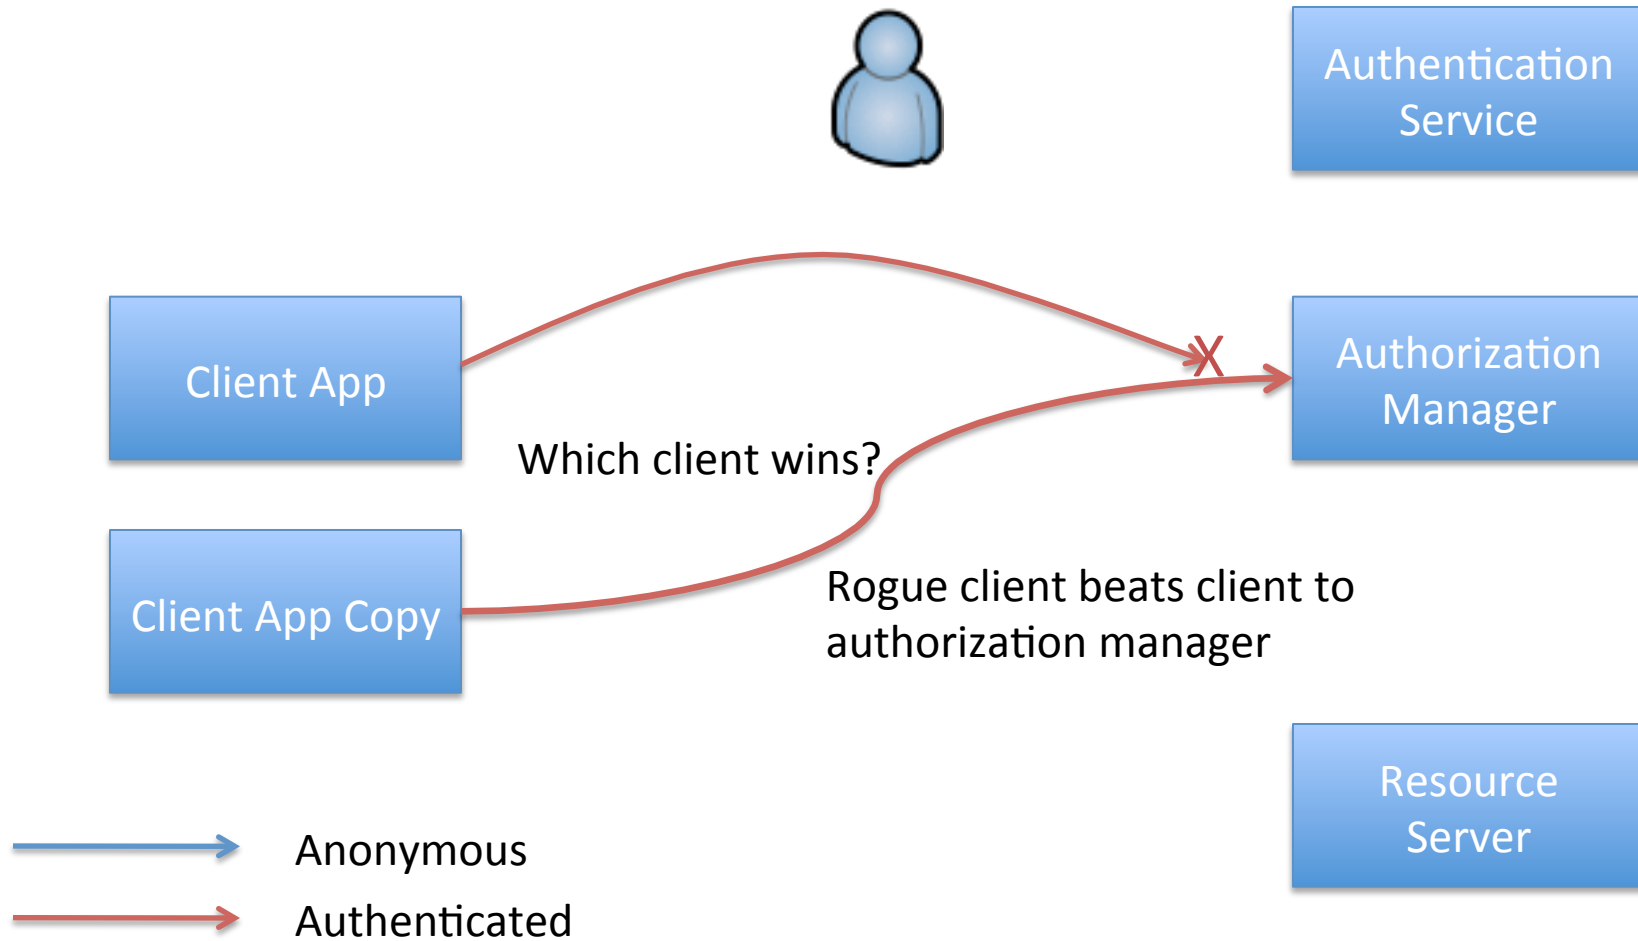 Authentication
Service
Client App
X
Authorization
Manager
Which client wins?
Client App Copy
Rogue client beats client to
authorization manager
Resource
Server
Anonymous
Authenticated